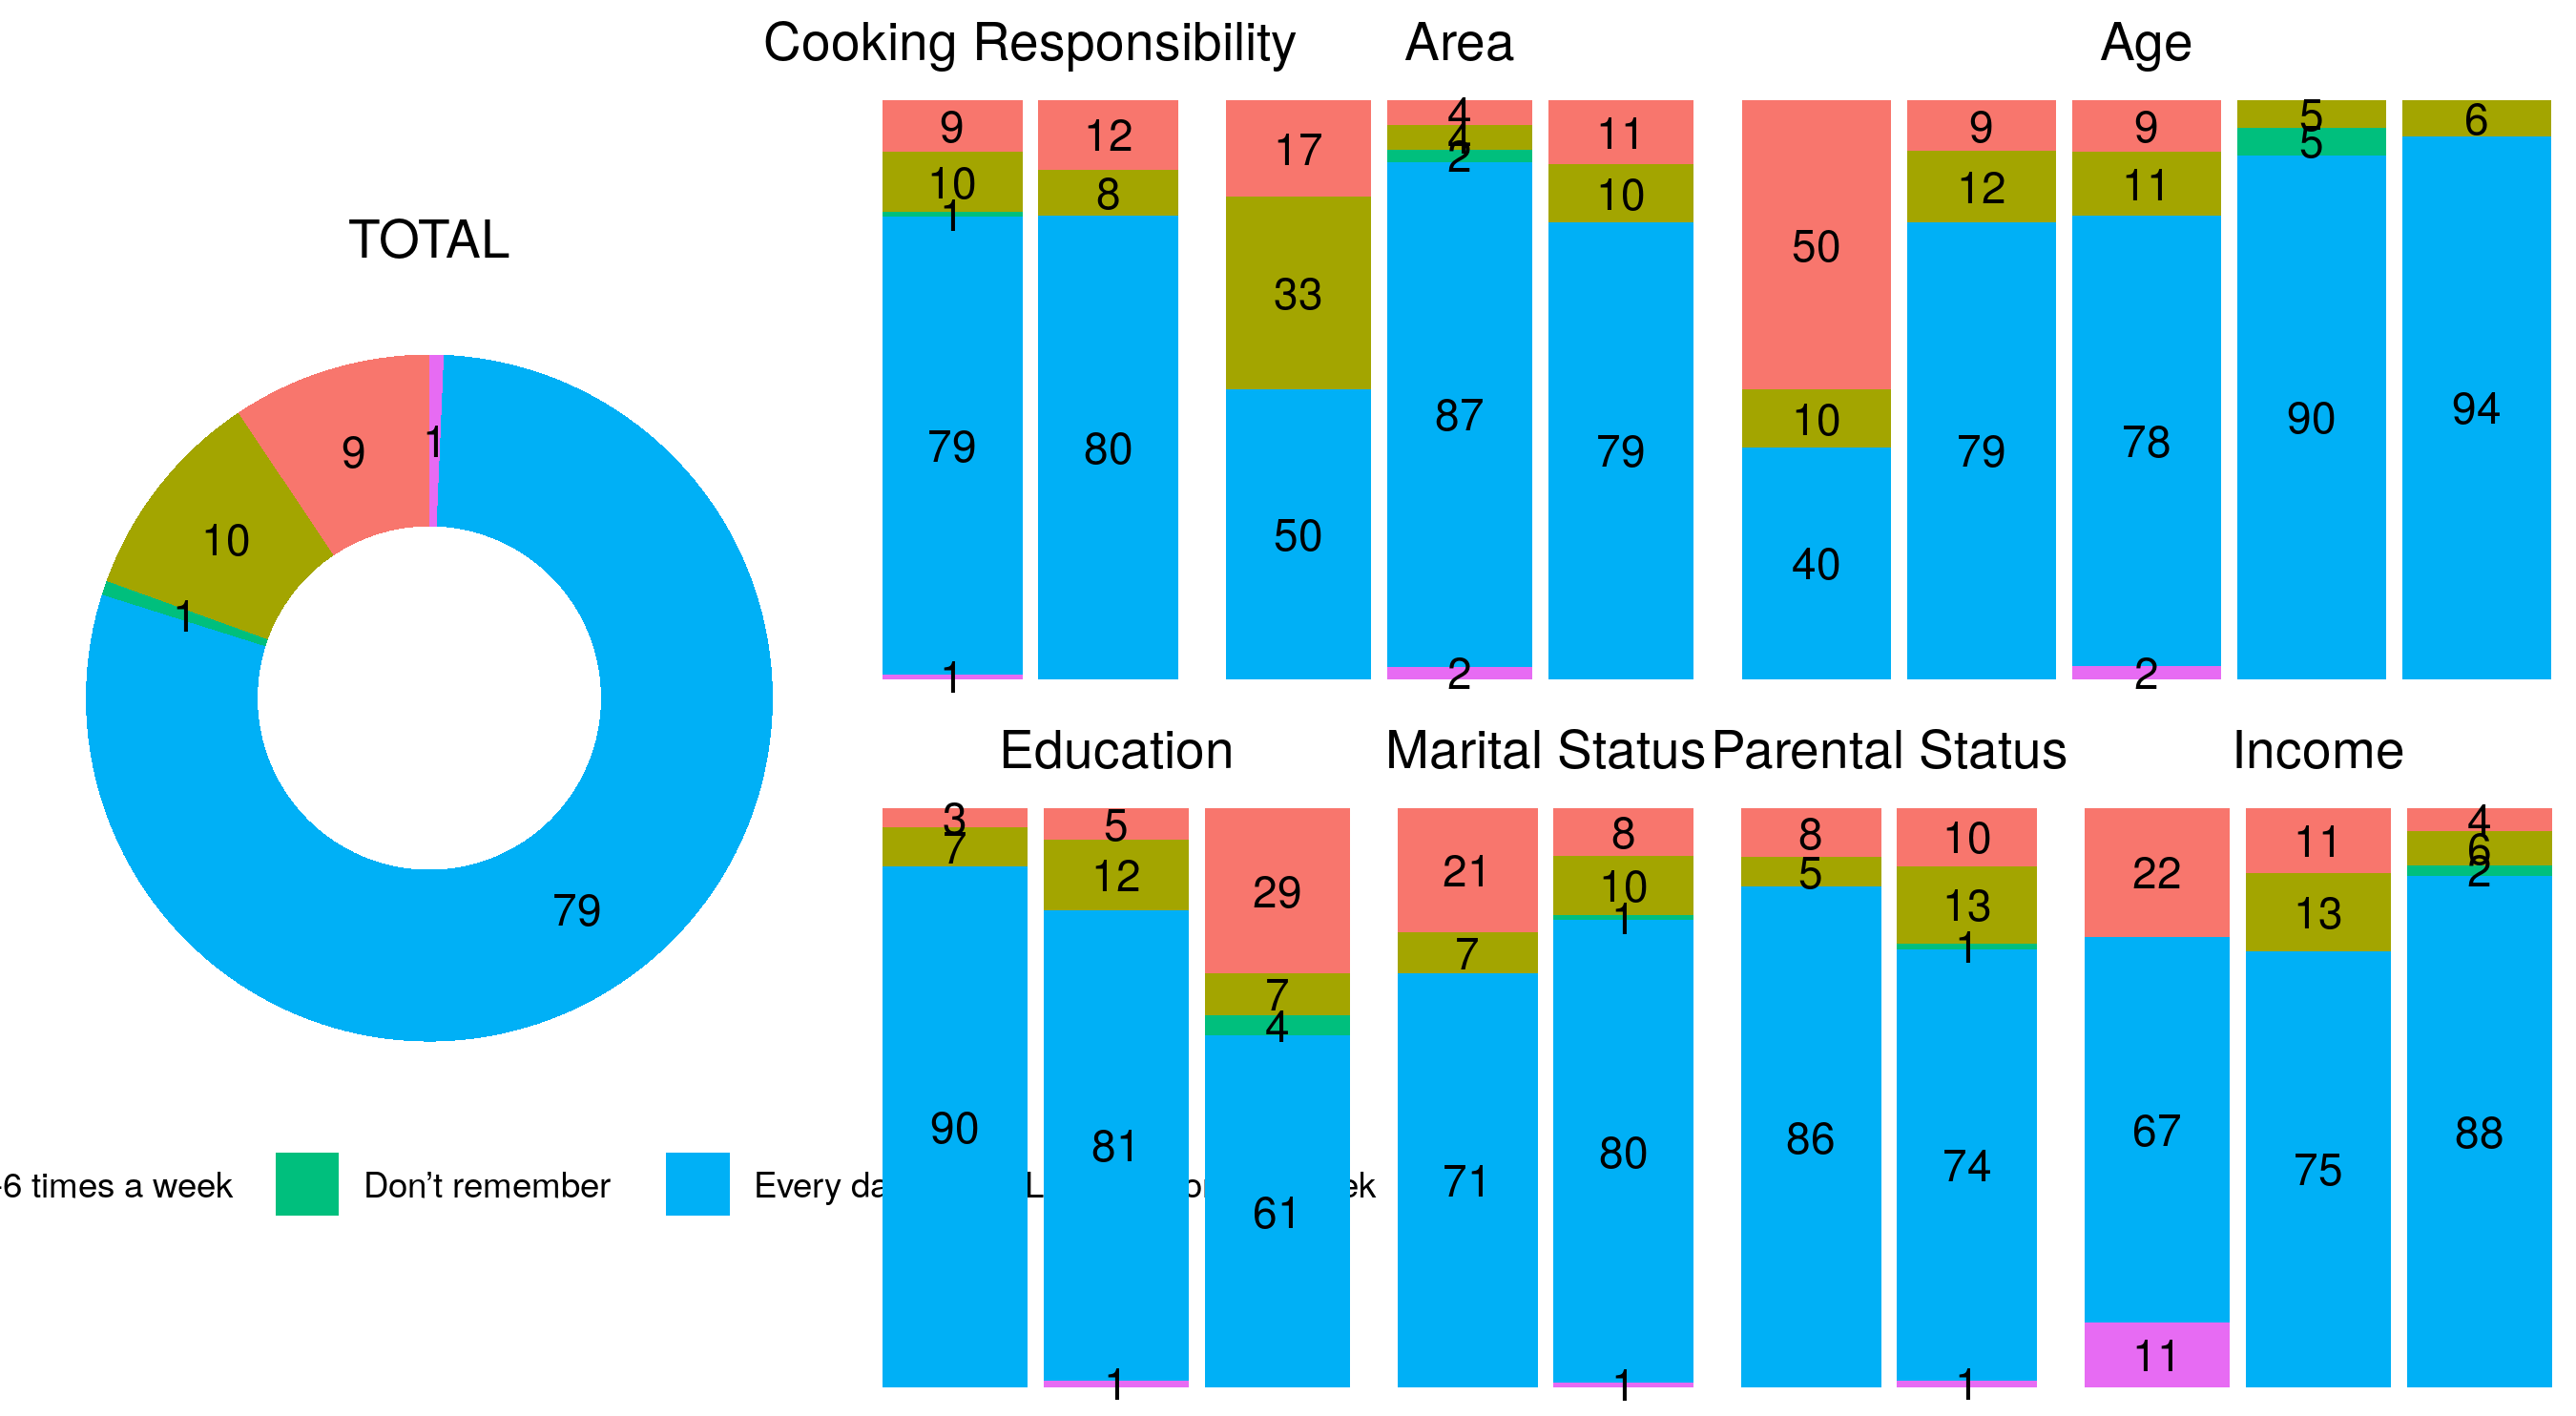 Cooking Responsibility
Area
Age
TOTAL
9 12 17 4 11 50 9 9 5 6
10 8 33 4 10 10 12 11 5
1 2
79 80 50 87 79 40 79 78 90 94
1 2 2
9 1
10
1
79
Education
Marital Status
Parental Status
Income
3 5 29 21 8 8 10 22 11 4
7 12 7 7 10 5 13 13 6
4 1 1 2
90 81 61 71 80 86 74 67 75 88
1 1 1 11
-6 times a week
Don't remember
Every da
L
ek